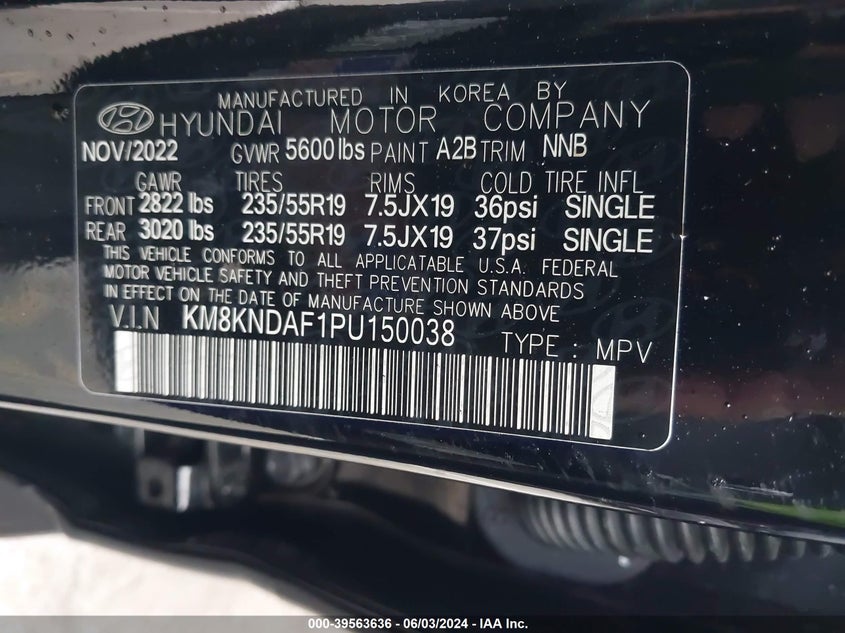 MANUFACTURED IN KOREA BY
HYUNDAI MOTOR COMPANY
NOV/2022 GVWR 5600 lbs PAINT A2B TRIM NNB
GAWR TIRES RIMS COLD TIRE INFL
FRONT 2822 lbs 235/55R19 7.5JX19 36psi SINGLE
REAR 3020 lbs 235/55R19 7.5JX19 37psi SINGLE
THIS VEHICLE CONFORMS TO ALL APPLICATABLE U.S.A. FEDERAL
MOTOR VEHICLE SAFETY AND THEFT PREVENTION STANDARDS
IN EFFECT ON THE DATE OF MANUFACTURE SHOWN ABOVE
V.I.N KM8KNDAF1PU150038 TYPE : MPV
000-39563636 - 06/03/2024 - IAA Inc.